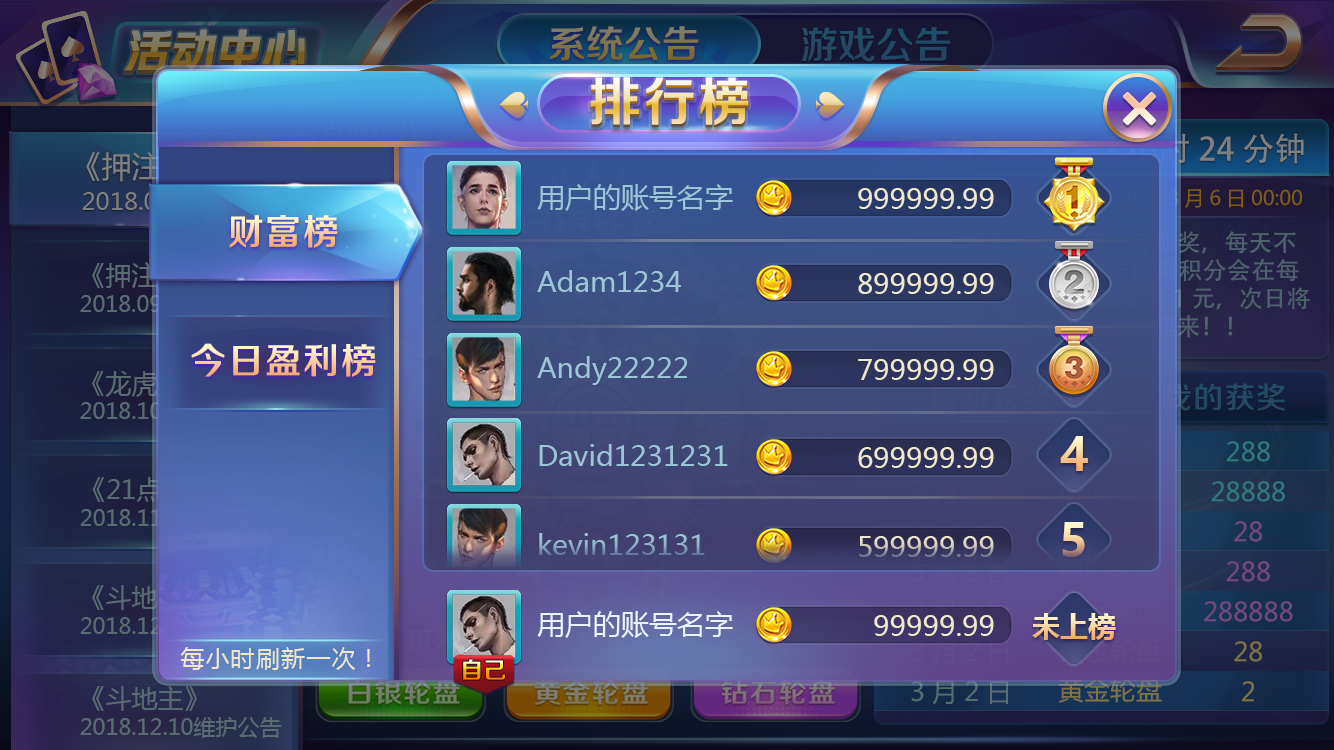 活动中心
系统公告
游戏公告
排行榜
财富榜
今日盈利榜
每小时刷新一次！
用户的账号名字
999999.99
1
Adam1234
899999.99
2
Andy22222
799999.99
3
David1231231
699999.99
4
kevin123131
599999.99
5
用户的账号名字
99999.99
未上榜
自己
《押注
2018.0
《押注
2018.09
《龙虎
2018.10
《21点
2018.11
《斗地
2018.12
《斗地主》
2018.12.10维护公告
白银轮盘
黄金轮盘
钻石轮盘
时 24 分钟
月 6 日 00:00
奖，每天不
积分会在每
1 元，次日将
来！！
我的获奖
288
28888
28
288
288888
28
3 月 2 日
黄金轮盘
2